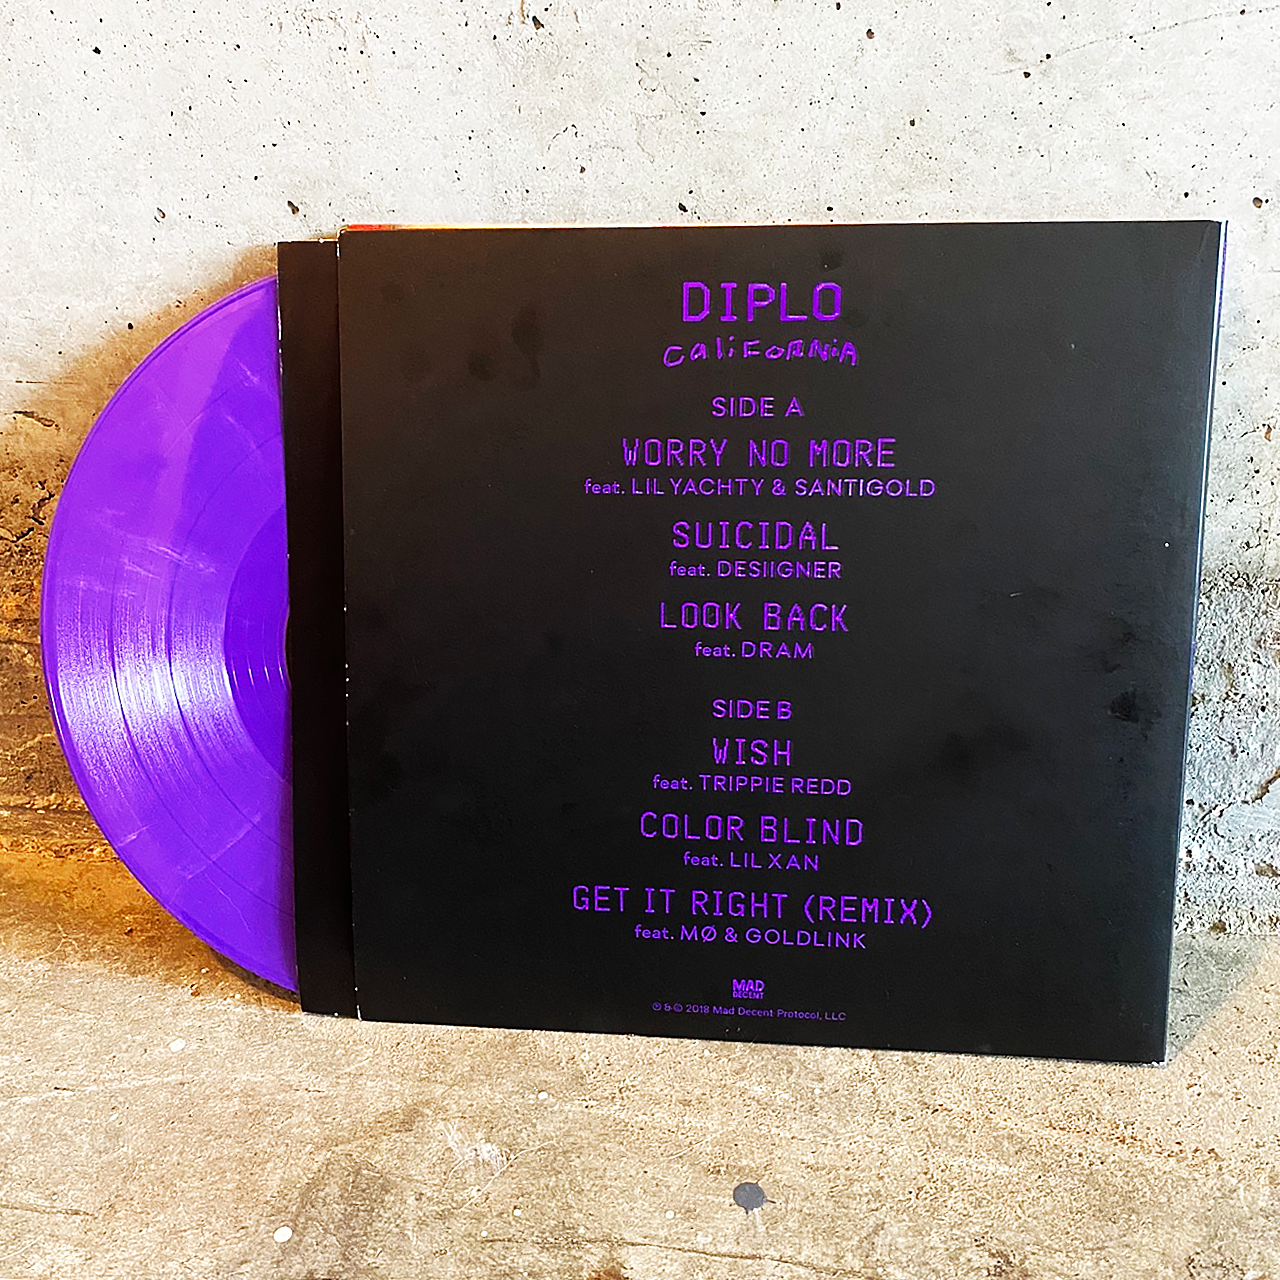 DIPLO
CaliFORNiA
SIDE A
WORRY NO MORE
feat. LIL YACHTY & SANTIGOLD
SUICIDAL
feat. DESIIGNER
LOOK BACK
feat. DRAM
SIDE B
WISH
feat. TRIPPIE REDD
COLOR BLIND
feat. LIL XAN
GET IT RIGHT (REMIX)
feat. MØ & GOLDLINK
MAD
DECENT
℗ & © 2018 Mad Decent Protocol, LLC